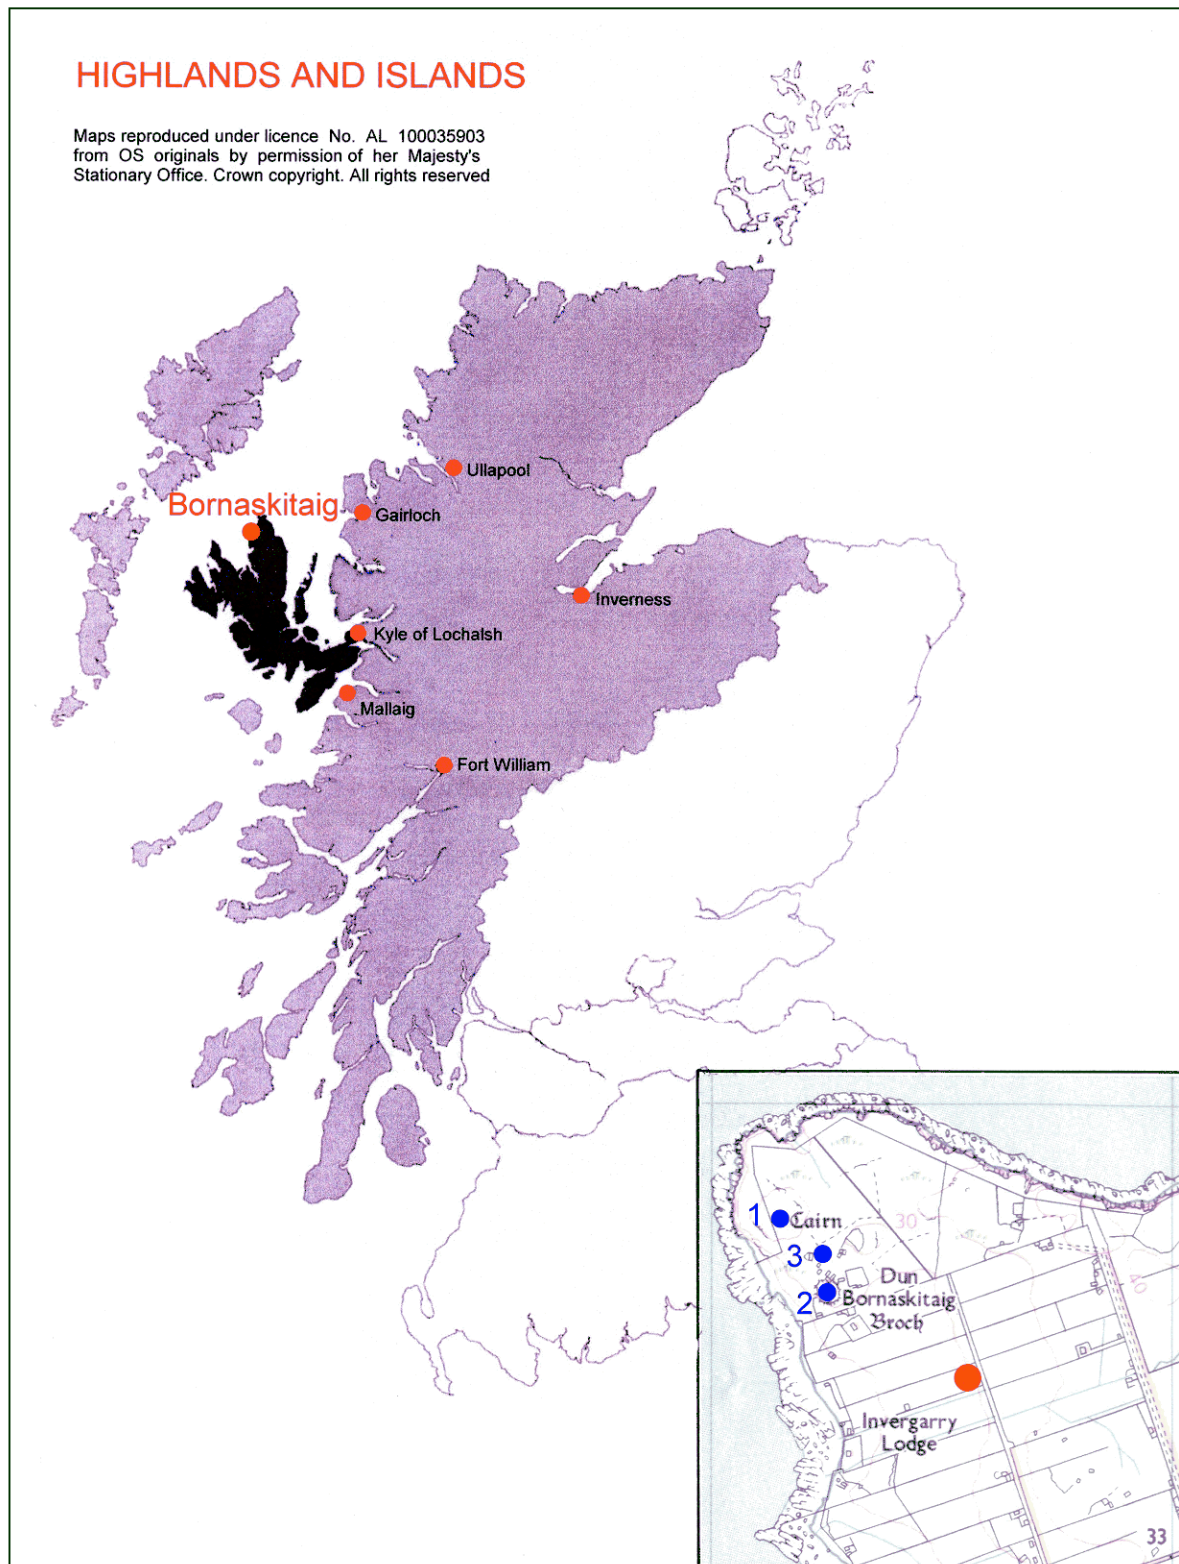 HIGHLANDS AND ISLANDS
Maps reproduced under licence No. AL 100035903
from OS originals by permission of her Majesty's
Stationary Office. Crown copyright. All rights reserved
Ullapool
Bornaskitaig
Gairloch
Inverness
Kyle of Lochalsh
Mallaig
Fort William
1
Cairn
30
3
Dun
40
2
Bornaskitaig
Broch
Invergarry
Lodge
33